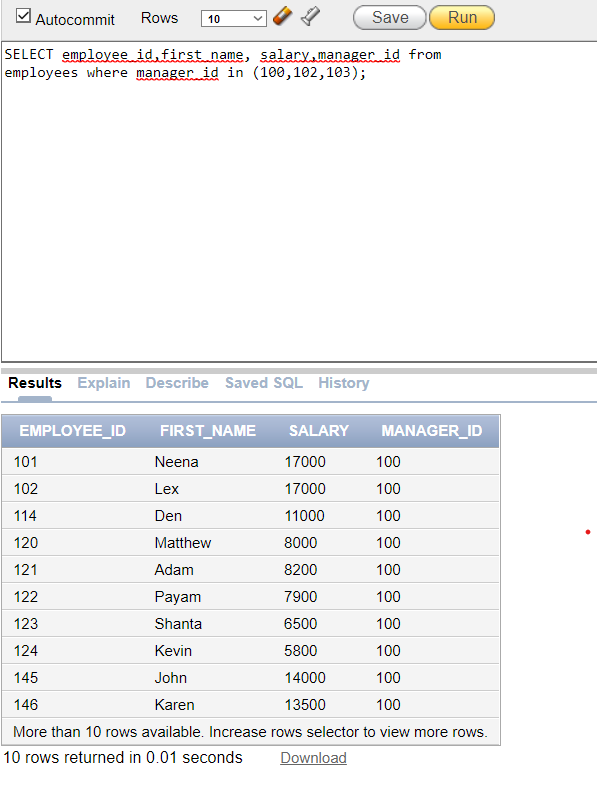 Autocommit Rows 10 Save Run
SELECT employee_id,first_name, salary,manager_id from
employees where manager_id in (100,102,103);
Results Explain Describe Saved SQL History
EMPLOYEE_ID FIRST_NAME SALARY MANAGER_ID
101 Neena 17000 100
102 Lex 17000 100
114 Den 11000 100
120 Matthew 8000 100
121 Adam 8200 100
122 Payam 7900 100
123 Shanta 6500 100
124 Kevin 5800 100
145 John 14000 100
146 Karen 13500 100
More than 10 rows available. Increase rows selector to view more rows.
10 rows returned in 0.01 seconds Download